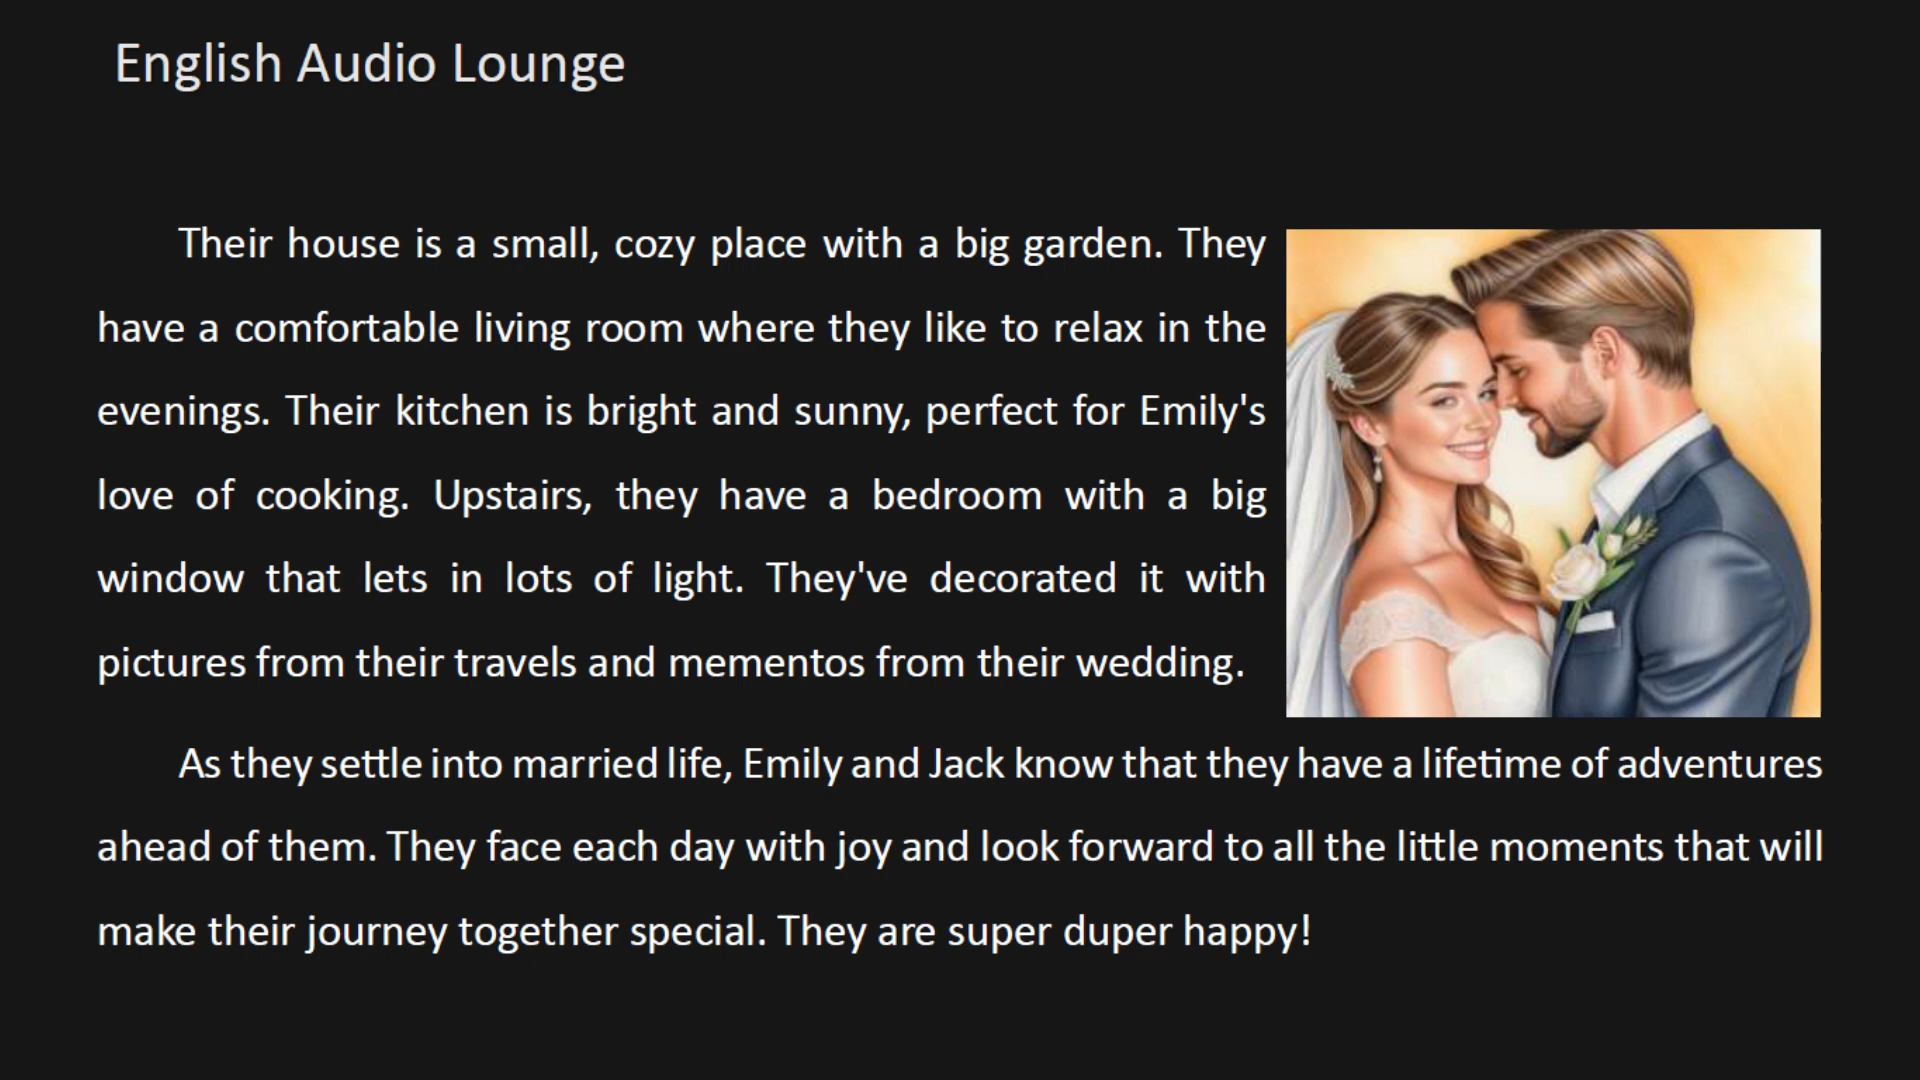 English Audio Lounge
Their house is a small, cozy place with a big garden. They
have a comfortable living room where they like to relax in the
evenings. Their kitchen is bright and sunny, perfect for Emily's
love of cooking. Upstairs, they have a bedroom with a big
window that lets in lots of light. They've decorated it with
pictures from their travels and mementos from their wedding.
As they settle into married life, Emily and Jack know that they have a lifetime of adventures
ahead of them. They face each day with joy and look forward to all the little moments that will
make their journey together special. They are super duper happy!